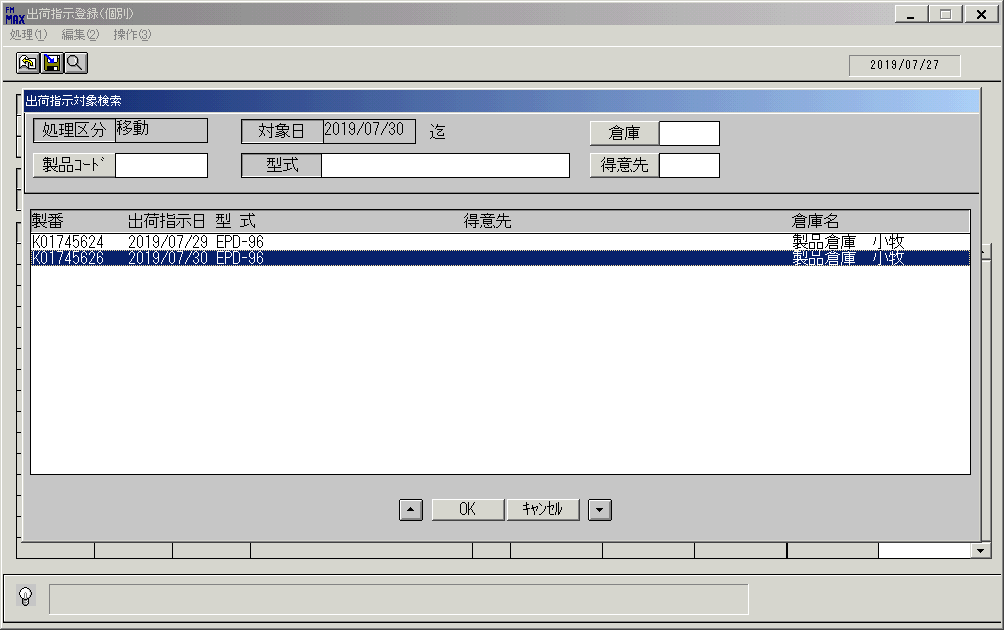 FM MAX 出荷指示登録(個別)
処理(1) 編集(2) 操作(3)
2019/07/27
出荷指示対象検索
処理区分 移動 対象日 2019/07/30 迄 倉庫
製品ｺｰﾄﾞ 型式 得意先
製番 出荷指示日 型 式 得意先 倉庫名
K01745624 2019/07/29 EPD-96 製品倉庫 小牧
K01745626 2019/07/30 EPD-96 製品倉庫 小牧
OK ｷｬﾝｾﾙ